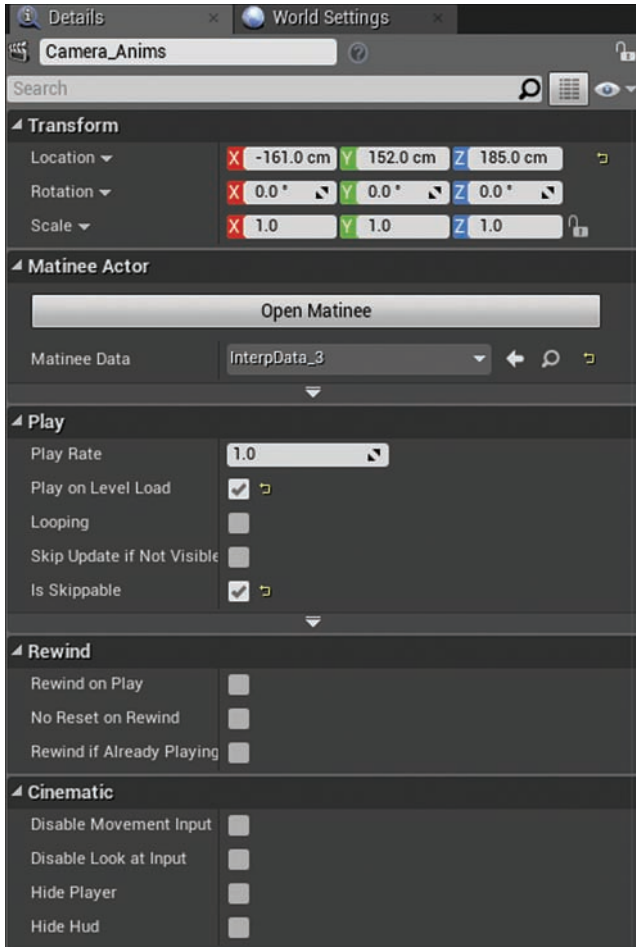 Details World Settings
Camera_Anims
Search
Transform
Location X -161.0 cm Y 152.0 cm Z 185.0 cm
Rotation X 0.0 ° Y 0.0 ° Z 0.0 °
Scale X 1.0 Y 1.0 Z 1.0
Matinee Actor
Open Matinee
Matinee Data InterpData_3
Play
Play Rate 1.0
Play on Level Load
Looping
Skip Update if Not Visible
Is Skippable
Rewind
Rewind on Play
No Reset on Rewind
Rewind if Already Playing
Cinematic
Disable Movement Input
Disable Look at Input
Hide Player
Hide Hud